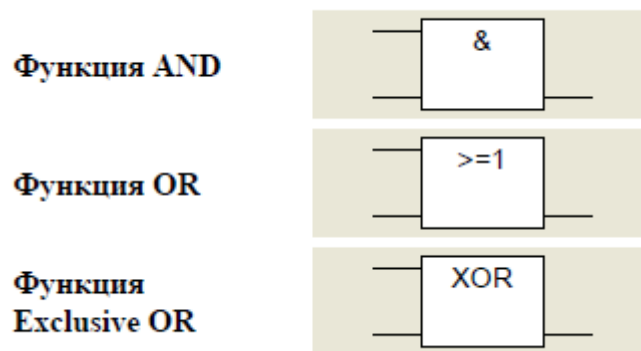 Функция AND
&
Функция OR
>=1
Функция
Exclusive OR
XOR